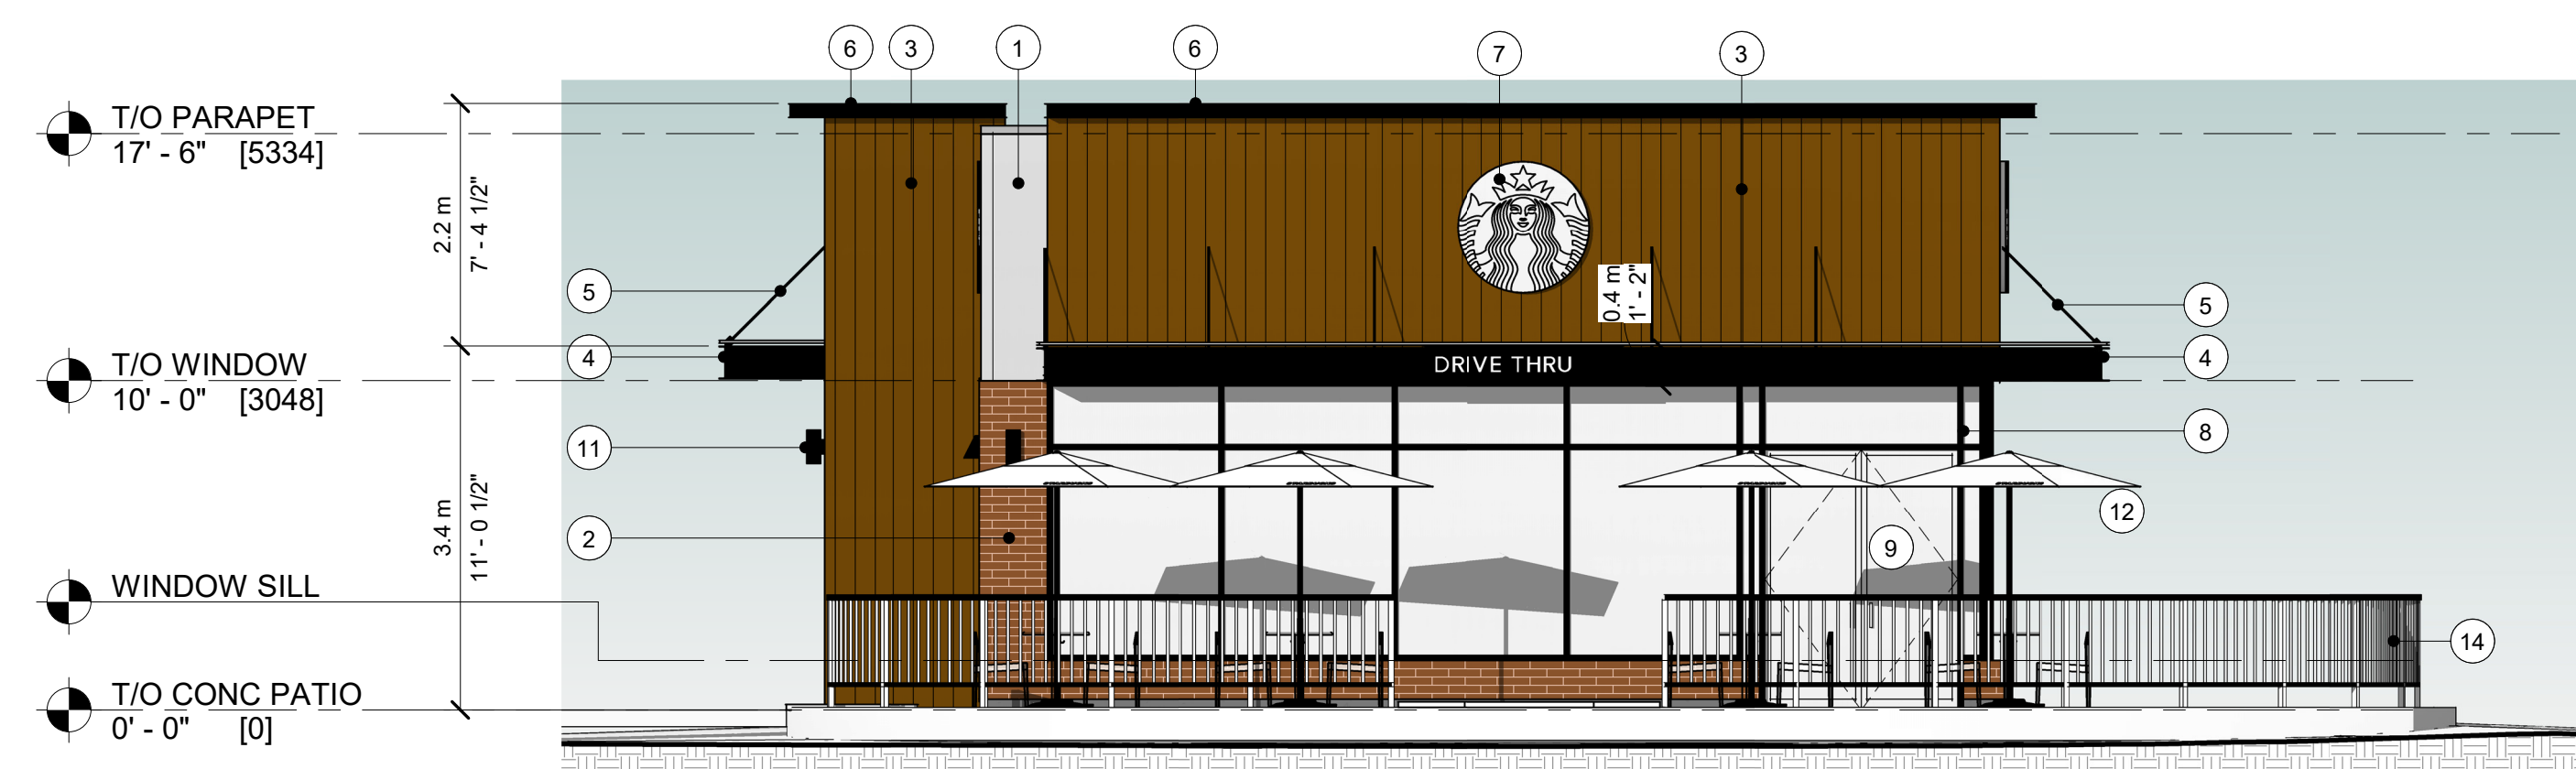 6
3
1
6
7
3
T/O PARAPET
17' - 6" [5334]
2.2 m
7' - 4 1/2"
5
0.4 m
1' - 2"
5
T/O WINDOW
10' - 0" [3048]
4
DRIVE THRU
4
11
8
3.4 m
11' - 0 1/2"
2
12
9
WINDOW SILL
14
T/O CONC PATIO
0' - 0" [0]